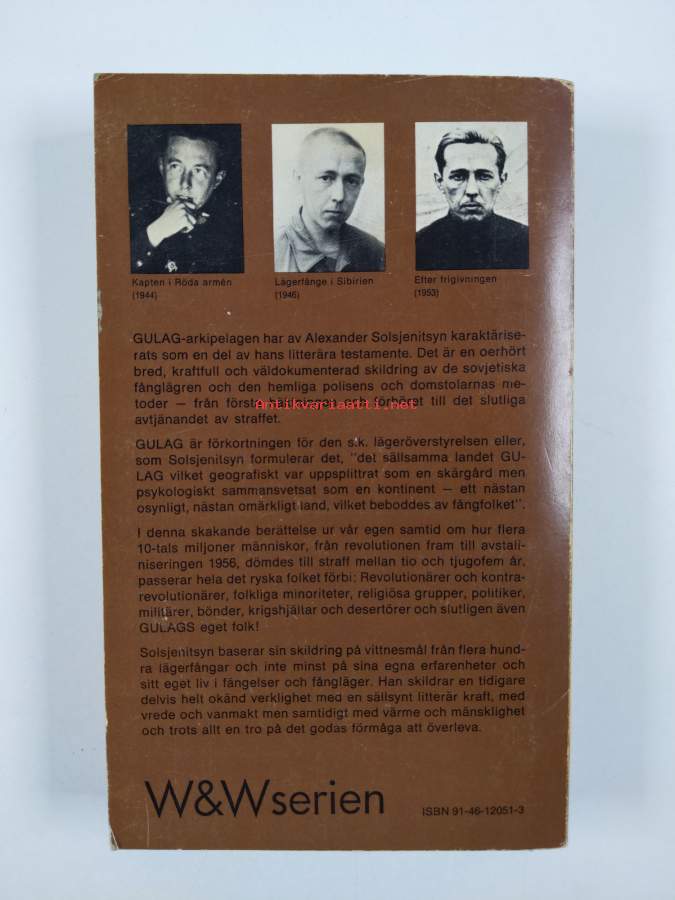 Kapten i Röda armén
(1944)
Lägerfånge i Sibirien
(1946)
Efter frigivningen
(1953)
GULAG-arkipelagen har av Alexander Solsjenitsyn karaktärise-
rats som en del av hans litterära testamente. Det är en oerhört
bred, kraftfull och väldokumenterad skildring av de sovjetiska
fånglägren och den hemliga polisens och domstolarnas me-
toder — från första häktningen och förhöret till det slutliga
Antikvariaatti.net
avtjänandet av straffet.
GULAG är förkortningen för den s.k. lägeröverstyrelsen eller,
som Solsjenitsyn formulerar det, "det sällsamma landet GU-
LAG vilket geografiskt var uppsplittrat som en skärgård men
psykologiskt sammansvetsat som en kontinent — ett nästan
osynligt, nästan omärkligt land, vilket beboddes av fångfolket".
I denna skakande berättelse ur vår egen samtid om hur flera
10-tals miljoner människor, från revolutionen fram till avstali-
niseringen 1956, dömdes till straff mellan tio och tjugofem år,
passerar hela det ryska folket förbi: Revolutionärer och kontra-
revolutionärer, folkliga minoriteter, religiösa grupper, politiker,
militärer, bönder, krigshjältar och desertörer och slutligen även
GULAGS eget folk!
Solsjenitsyn baserar sin skildring på vittnesmål från flera hund-
ra lägerfångar och inte minst på sina egna erfarenheter och
sitt eget liv i fängelser och fångläger. Han skildrar en tidigare
delvis helt okänd verklighet med en sällsynt litterär kraft, med
vrede och vanmakt men samtidigt med värme och mänsklighet
och trots allt en tro på det godas förmåga att överleva.
W&Wserien
ISBN 91-46-12051-3